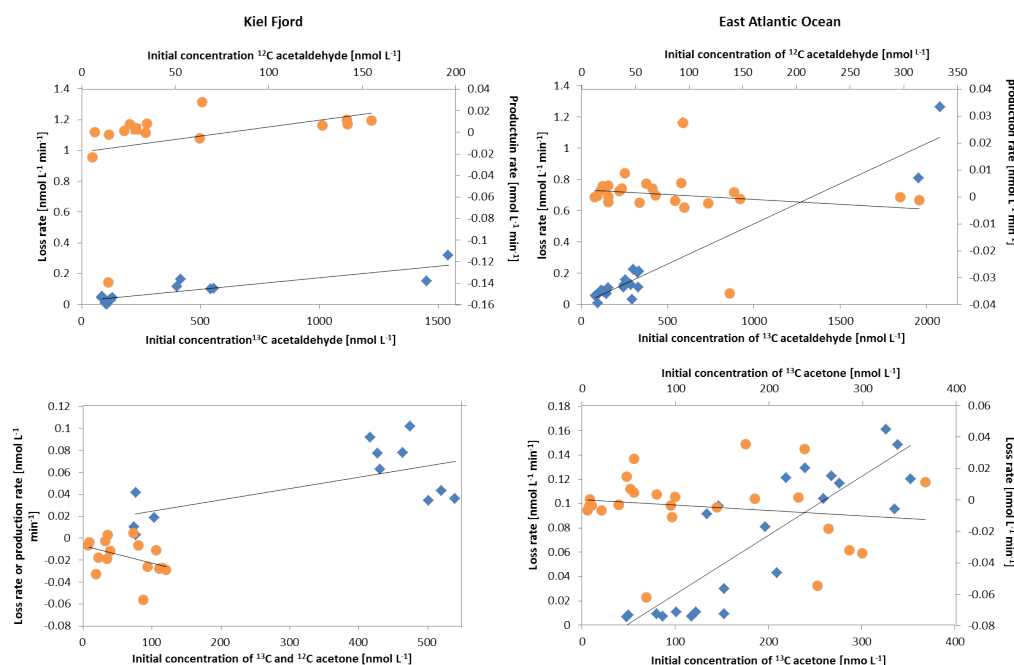 Kiel Fjord
East Atlantic Ocean
Initial concentration ¹²C acetaldehyde [nmol L⁻¹]
0 50 100 150 200
1.4
1.2
1
0.8
0.6
0.4
0.2
0
Loss rate [nmol L⁻¹ min⁻¹]
0.04
0.02
0
-0.02
-0.04
-0.06
-0.08
-0.1
-0.12
-0.14
-0.16
Productuin rate [nmol L⁻¹ min⁻¹]
0 500 1000 1500
Initial concentration¹³C acetaldehyde [nmol L⁻¹]
Initial concentration of ¹²C acetaldehyde [nmol ᴸ⁻¹]
0 50 100 150 200 250 300 350
1.4
1.2
1
0.8
0.6
0.4
0.2
0
loss rate [nmol L⁻¹ min⁻¹]
0.04
0.03
0.02
0.01
0
-0.01
-0.02
-0.03
-0.04
production rate [nmol L⁻¹ min⁻¹]
0 500 1000 1500 2000
Initial concentration of ¹³C acetaldehyde [nmol L⁻¹]
0.12
0.1
0.08
0.06
0.04
0.02
0
-0.02
-0.04
-0.06
-0.08
Loss rate or production rate [nmol L⁻¹
min⁻¹]
0 100 200 300 400 500
Initial concentration of ¹³C and ¹²C acetone [nmol L⁻¹]
Initial concentration of ¹³C acetone [nmol L⁻¹]
0 100 200 300 400
0.18
0.16
0.14
0.12
0.1
0.08
0.06
0.04
0.02
0
Loss rate [nmol L⁻¹ min⁻¹]
0.06
0.04
0.02
0
-0.02
-0.04
-0.06
-0.08
Loss rate [nmol L⁻¹ min⁻¹]
0 100 200 300 400
Initial concentration of ¹³C acetone [nmol L⁻¹]